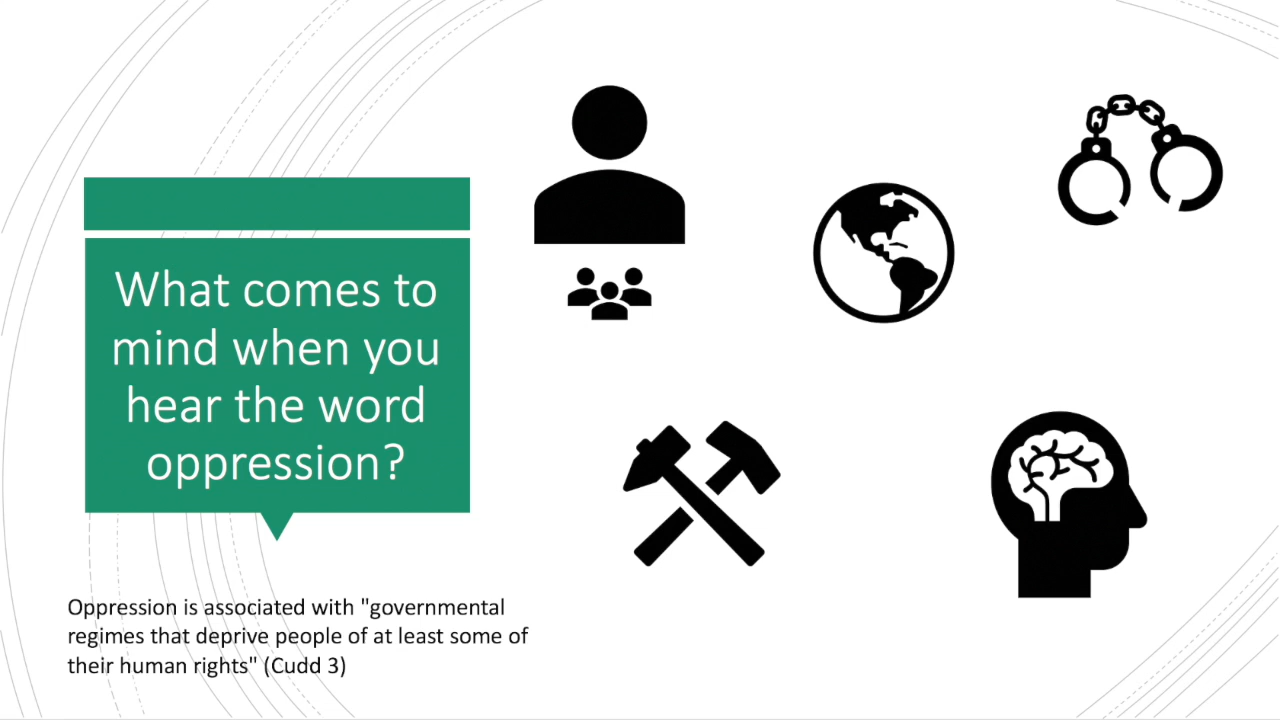 What comes to
mind when you
hear the word
oppression?
Oppression is associated with "governmental
regimes that deprive people of at least some of
their human rights" (Cudd 3)